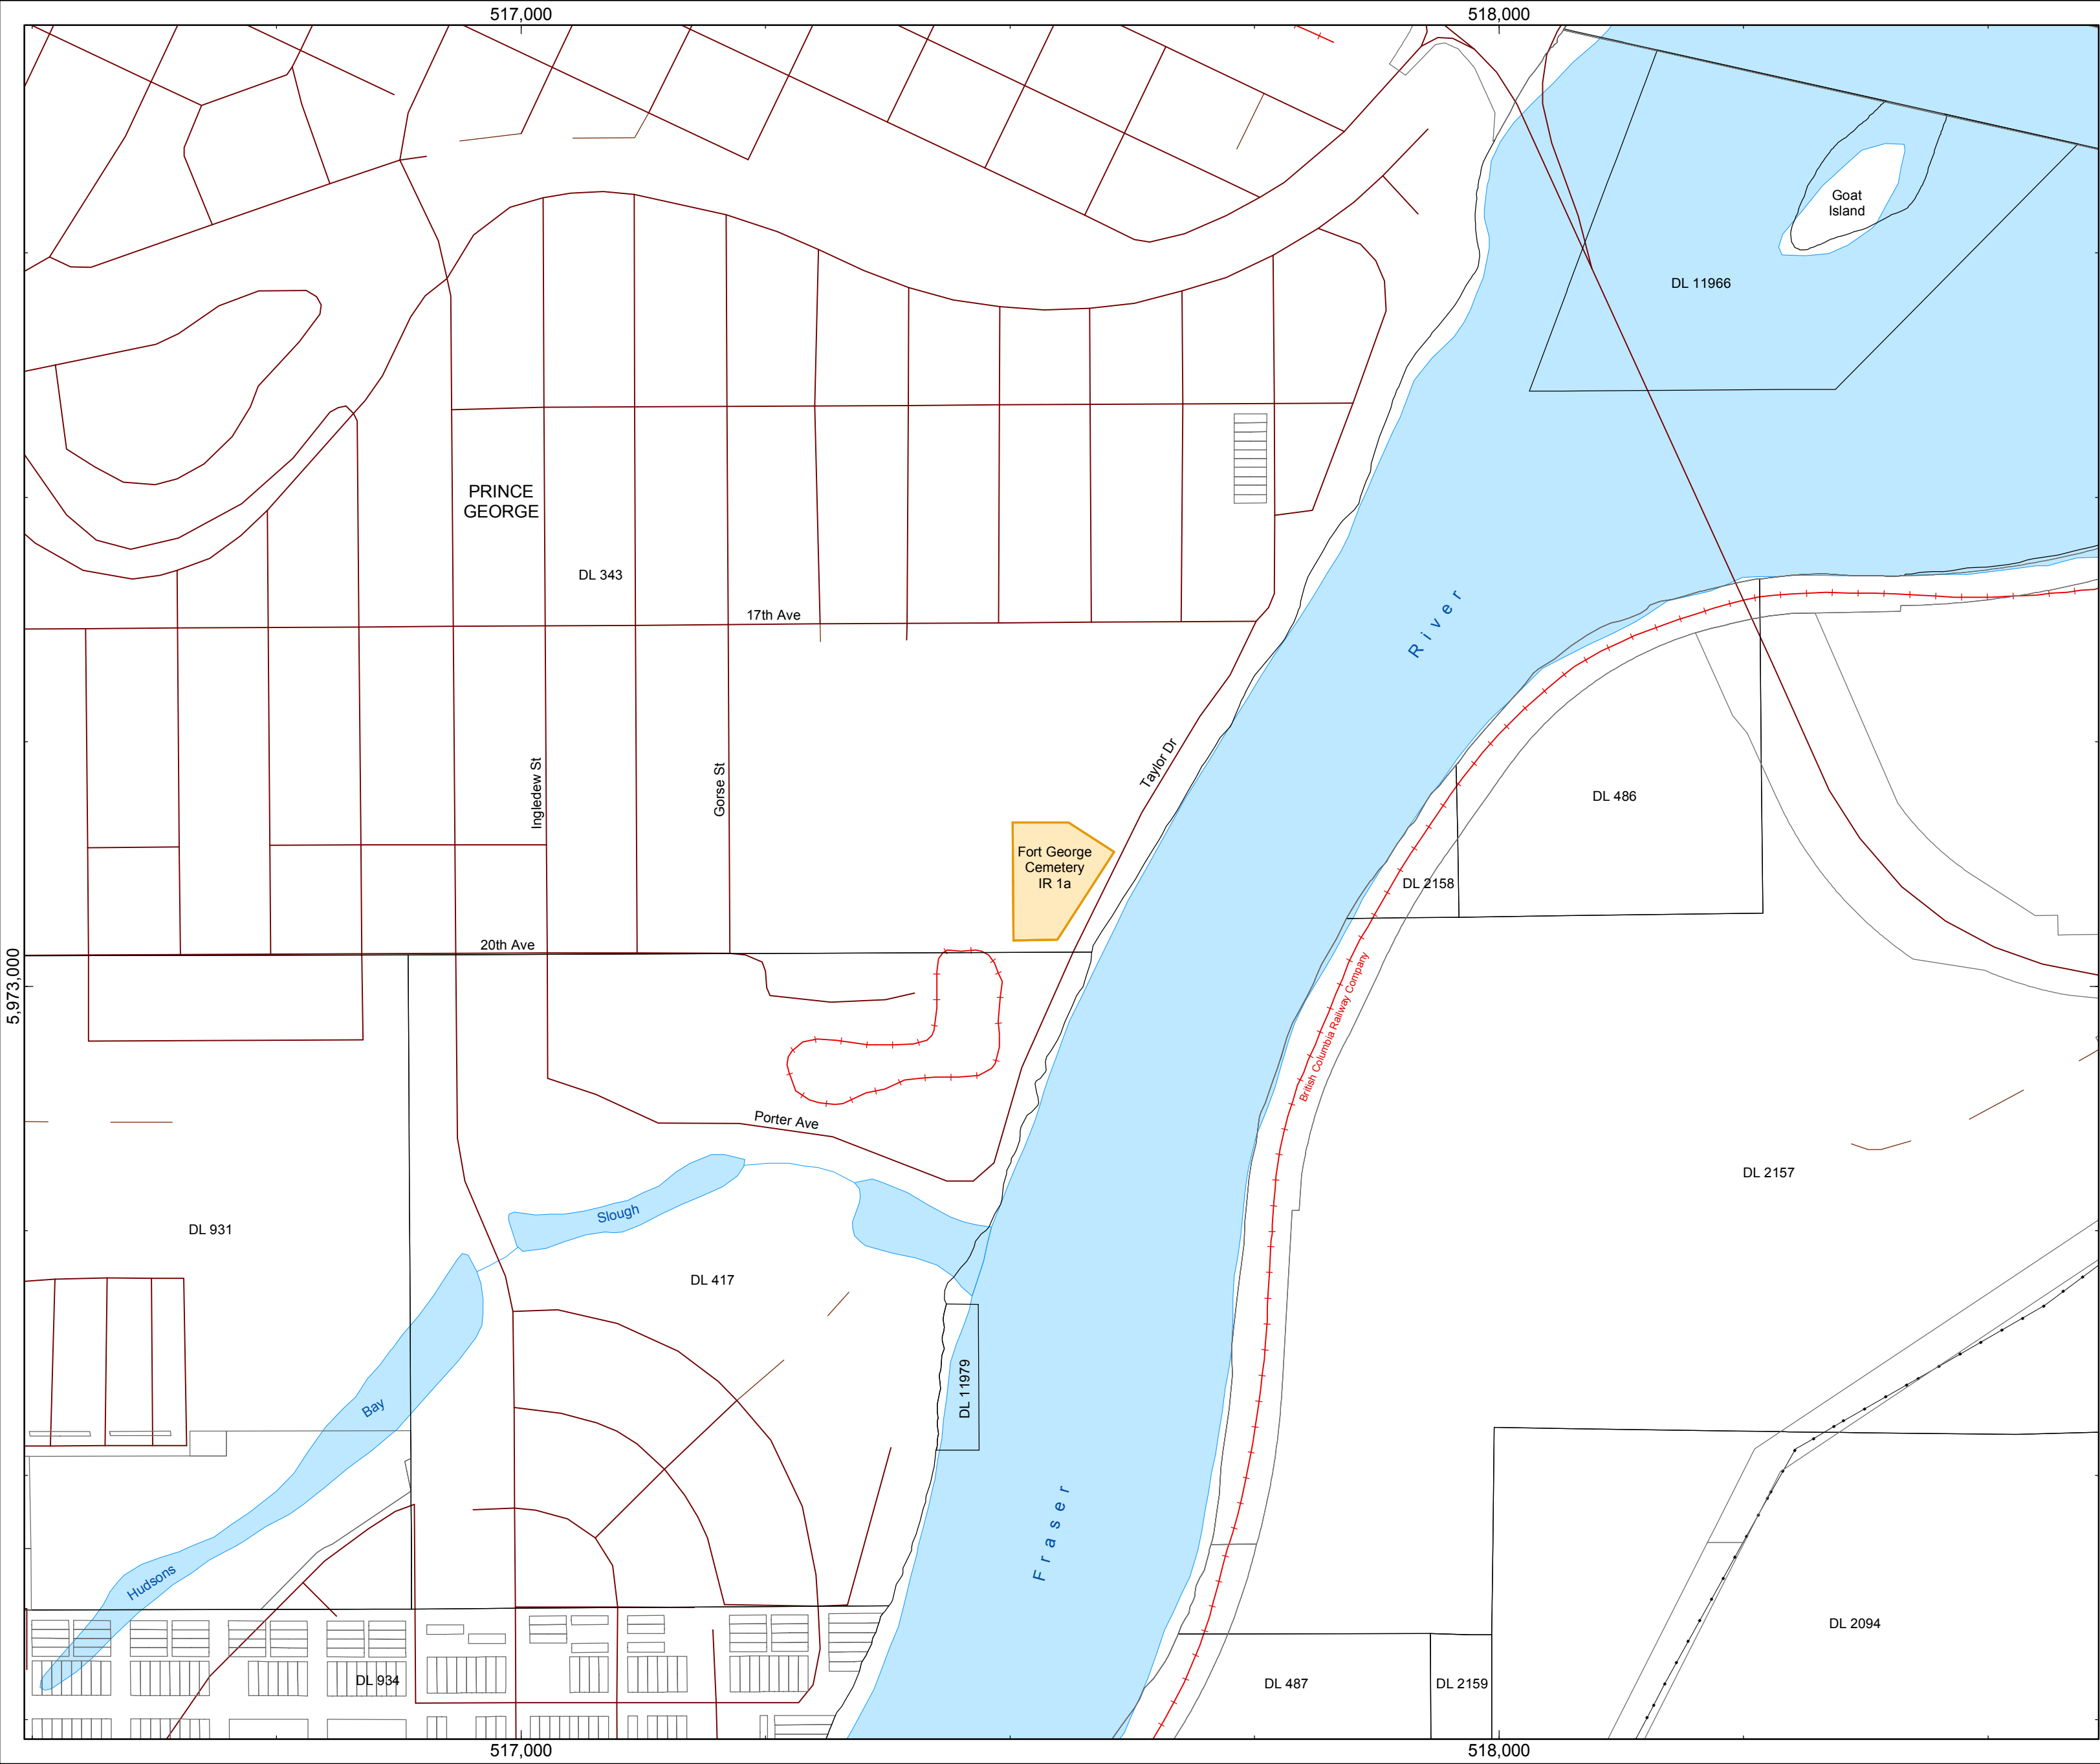 517,000
518,000
Goat
Island
DL 11966
PRINCE
GEORGE
DL 343
17th Ave
River
Taylor Dr
Ingledew St
Gorse St
DL 486
Fort George
Cemetery
IR 1a
DL 2158
20th Ave
5,973,000
British Columbia Railway Company
Porter Ave
DL 2157
Slough
DL 931
DL 417
DL 11979
Bay
Fraser
Hudsons
DL 2094
DL 934
DL 487
DL 2159
517,000
518,000